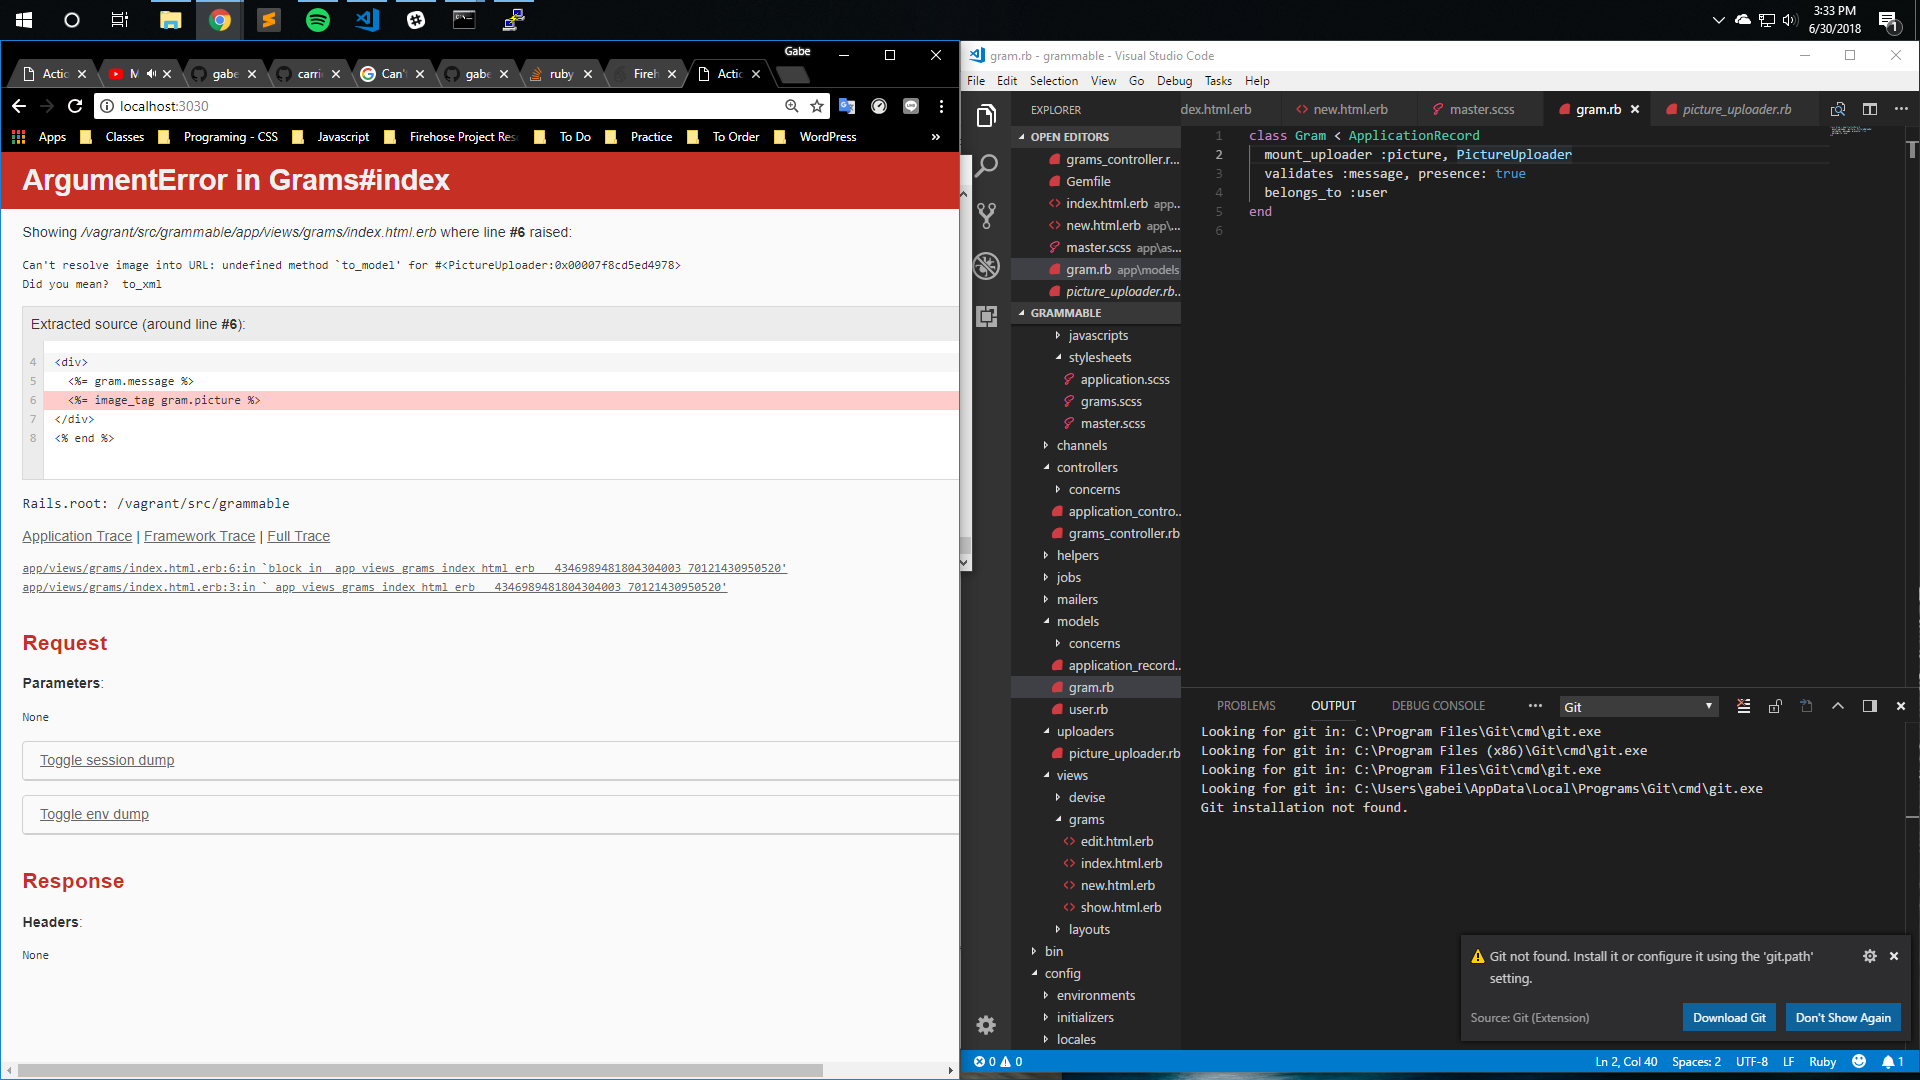 3:33 PM
6/30/2018
1
Gabe
Actic
M
gabe
carri
Can't
gabe
ruby
Fireh
Actic
localhost:3030
Apps
Classes
Programing - CSS
Javascript
Firehose Project Res
To Do
Practice
To Order
WordPress
»
ArgumentError in Grams#index
Showing /vagrant/src/grammable/app/views/grams/index.html.erb where line #6 raised:
Can't resolve image into URL: undefined method `to_model' for #<PictureUploader:0x00007f8cd5ed4978>
Did you mean?  to_xml
Extracted source (around line #6):
4 <div>
5   <%= gram.message %>
6   <%= image_tag gram.picture %>
7 </div>
8 <% end %>
Rails.root: /vagrant/src/grammable
Application Trace | Framework Trace | Full Trace
app/views/grams/index.html.erb:6:in `block in _app_views_grams_index_html_erb___4346989481804304003_70121430950520'
app/views/grams/index.html.erb:3:in `_app_views_grams_index_html_erb___4346989481804304003_70121430950520'
Request
Parameters:
None
Toggle session dump
Toggle env dump
Response
Headers:
None
gram.rb - grammable - Visual Studio Code
File Edit Selection View Go Debug Tasks Help
EXPLORER
OPEN EDITORS
grams_controller.r...
Gemfile
index.html.erb app...
new.html.erb app\...
master.scss app\as...
gram.rb app\models
picture_uploader.rb...
GRAMMABLE
javascripts
stylesheets
application.scss
grams.scss
master.scss
channels
controllers
concerns
application_contro...
grams_controller.rb
helpers
jobs
mailers
models
concerns
application_record...
gram.rb
user.rb
uploaders
picture_uploader.rb
views
devise
grams
edit.html.erb
index.html.erb
new.html.erb
show.html.erb
layouts
bin
config
environments
initializers
locales
dex.html.erb
new.html.erb
master.scss
gram.rb
picture_uploader.rb
1 class Gram < ApplicationRecord
2   mount_uploader :picture, PictureUploader
3   validates :message, presence: true
4   belongs_to :user
5 end
6
PROBLEMS OUTPUT DEBUG CONSOLE ... Git
Looking for git in: C:\Program Files\Git\cmd\git.exe
Looking for git in: C:\Program Files (x86)\Git\cmd\git.exe
Looking for git in: C:\Program Files\Git\cmd\git.exe
Looking for git in: C:\Users\gabei\AppData\Local\Programs\Git\cmd\git.exe
Git installation not found.
Git not found. Install it or configure it using the 'git.path'
setting.
Source: Git (Extension)
Download Git
Don't Show Again
0 0
Ln 2, Col 40 Spaces: 2 UTF-8 LF Ruby 1